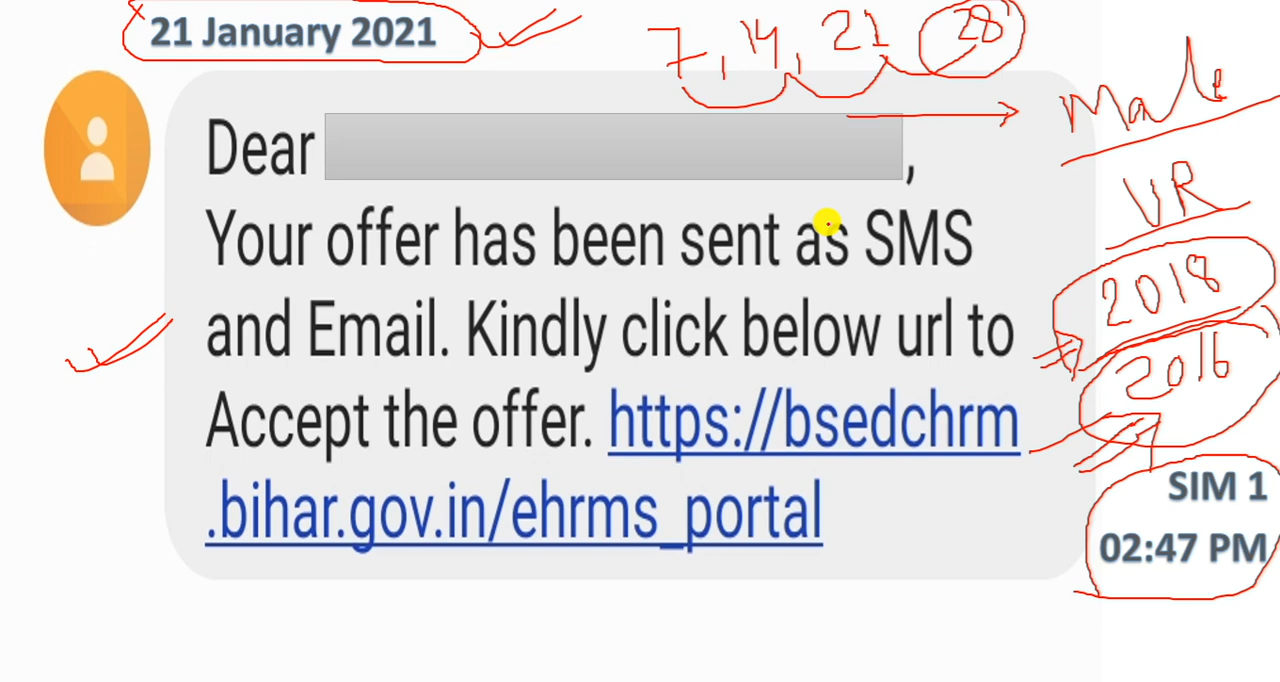 21 January 2021
7, 14, 21 28
Male
Dear ,
VR
Your offer has been sent as SMS
2018
and Email. Kindly click below url to
2016
Accept the offer. https://bsedchrm
SIM 1
.bihar.gov.in/ehrms_portal
02:47 PM